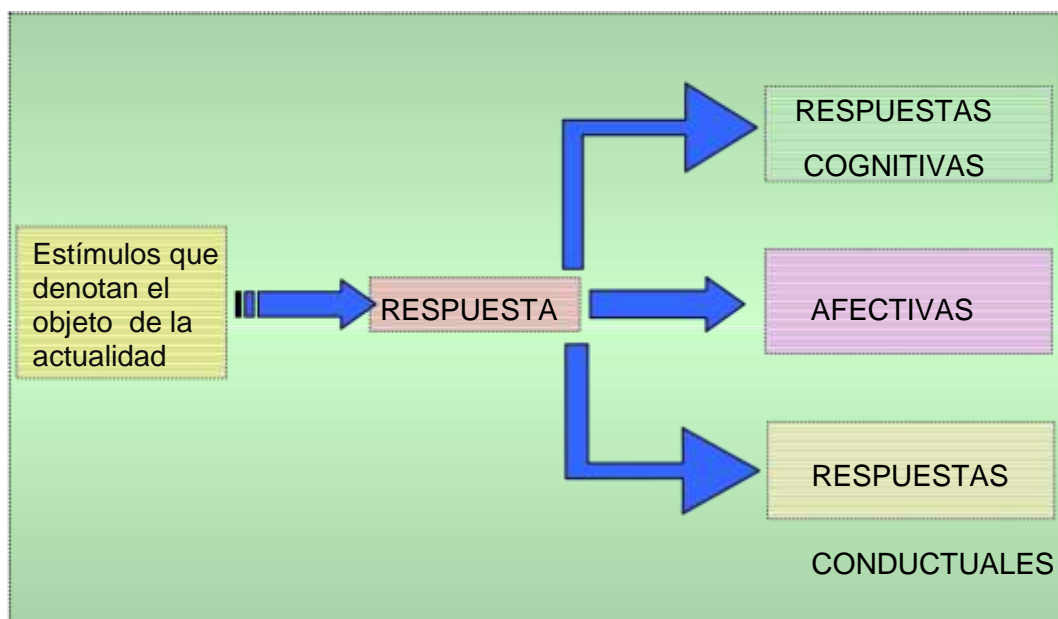 Estímulos que
denotan el
objeto de la
actualidad
RESPUESTA
RESPUESTAS
COGNITIVAS
AFECTIVAS
RESPUESTAS
CONDUCTUALES